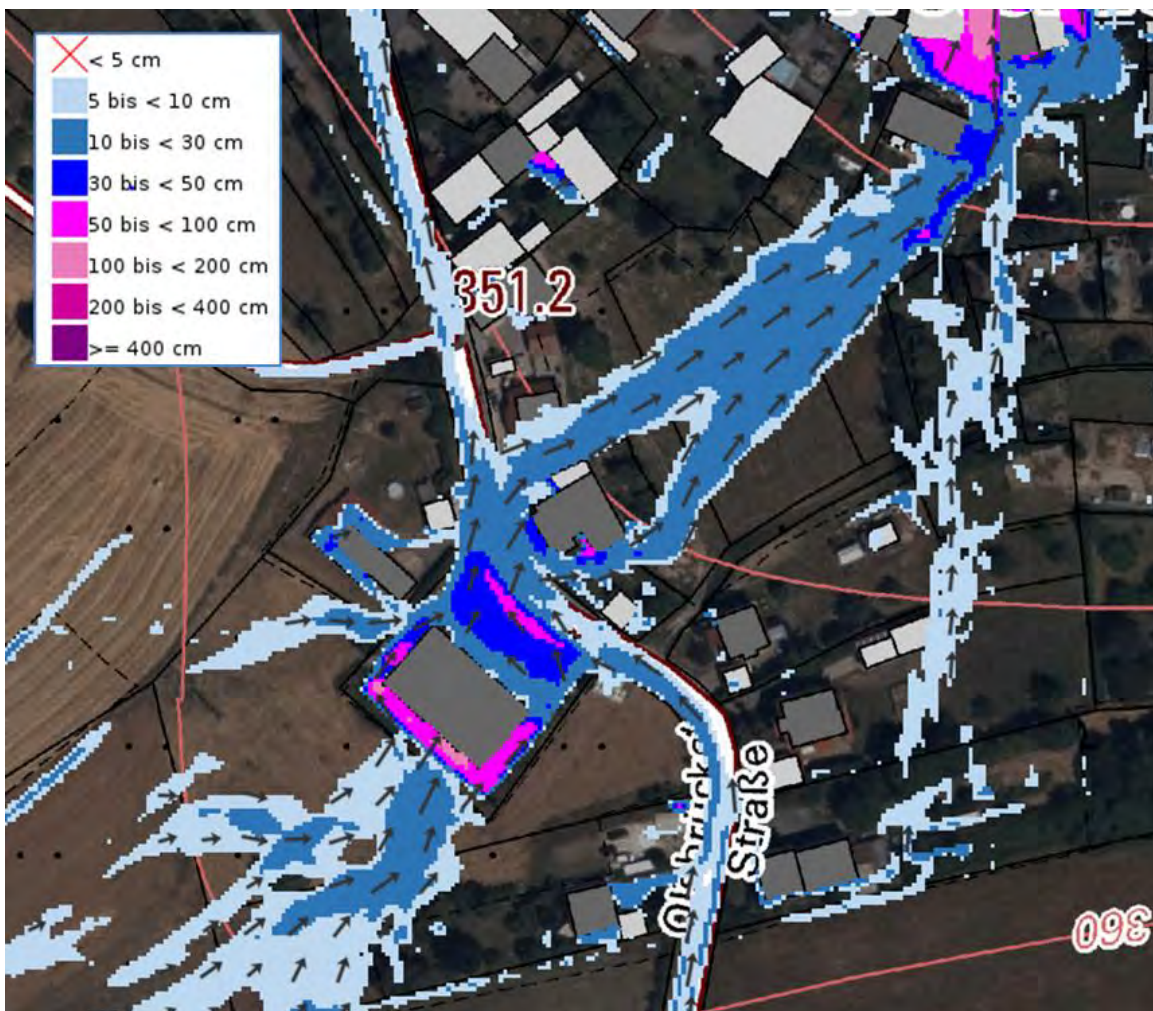 < 5 cm
5 bis < 10 cm
10 bis < 30 cm
30 bis < 50 cm
50 bis < 100 cm
100 bis < 200 cm
200 bis < 400 cm
>= 400 cm
351.2
Straße
360